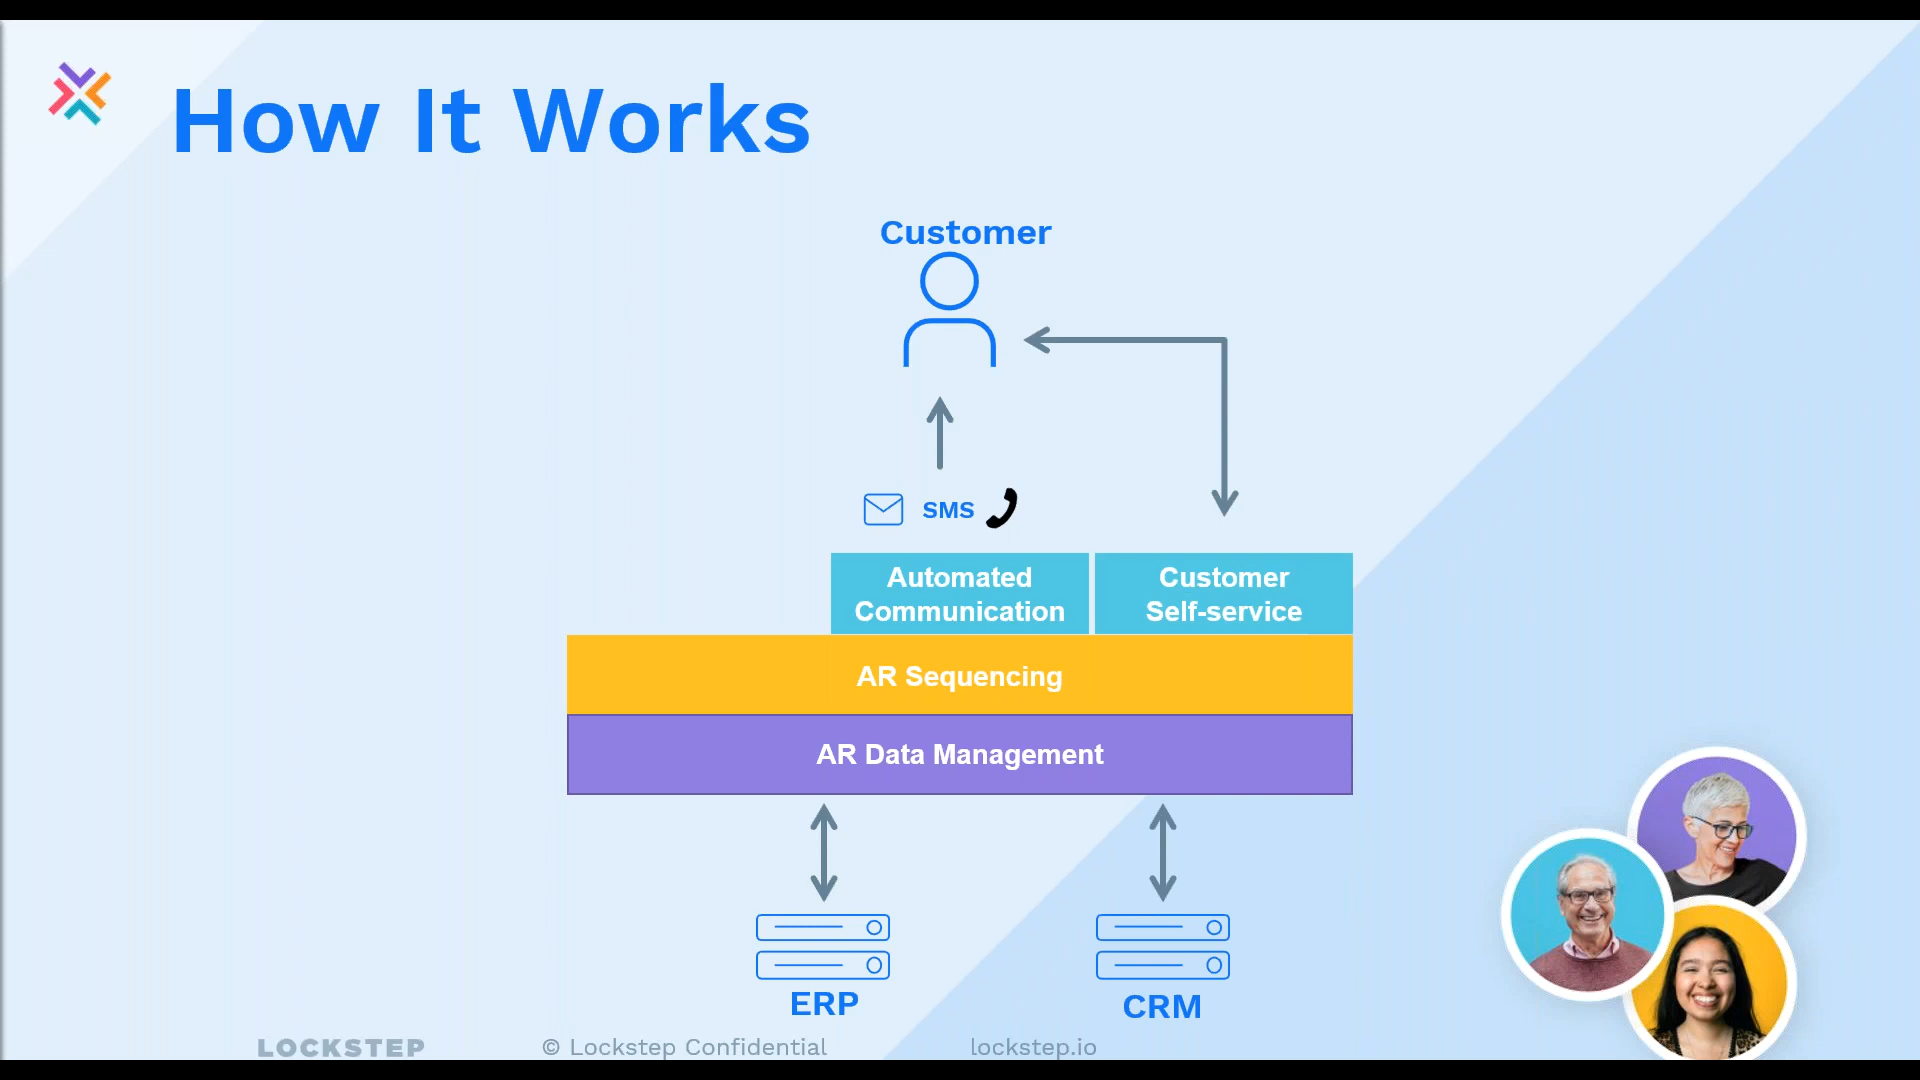 How It Works
Customer
SMS
Automated
Communication
Customer
Self-service
AR Sequencing
AR Data Management
ERP
CRM
LOCKSTEP
© Lockstep Confidential
lockstep.io